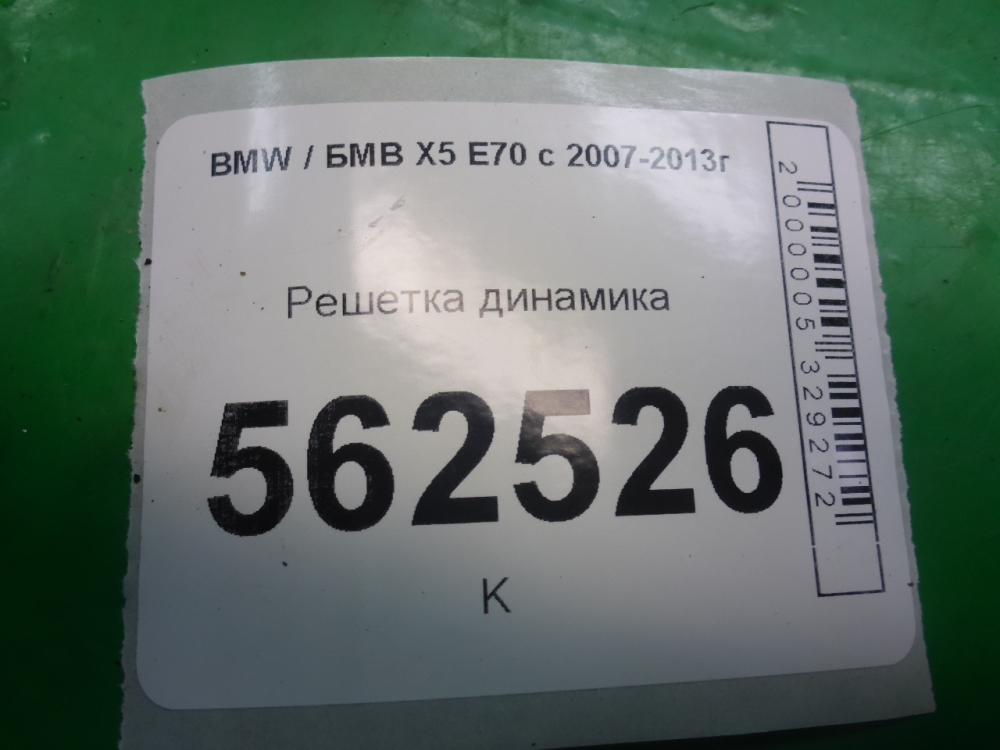 BMW / БМВ X5 E70 с 2007-2013г
Решетка динамика
562526
К
2000005329272